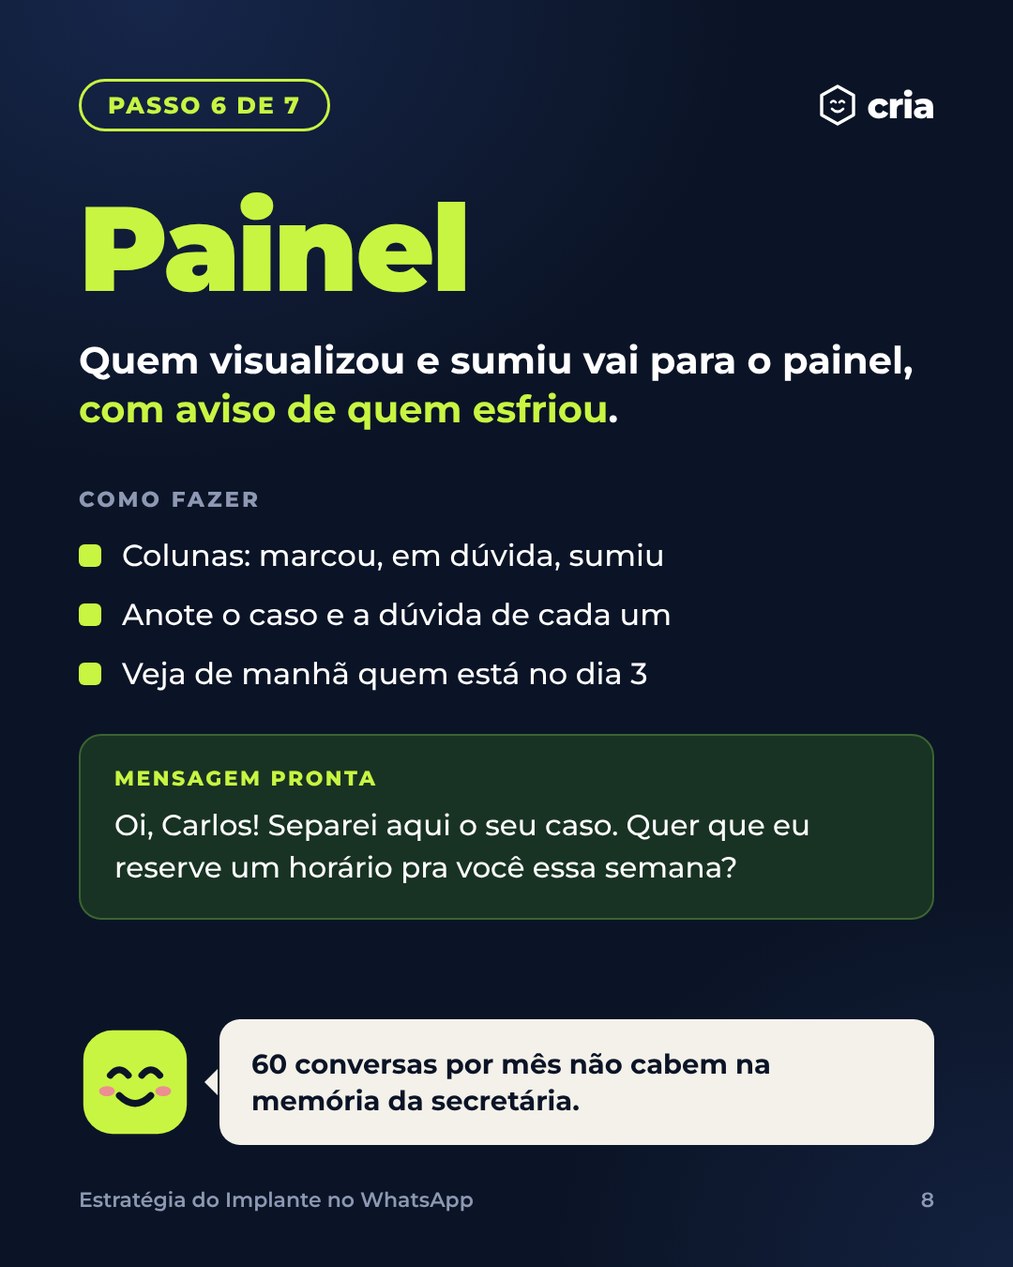 PASSO 6 DE 7
cria
Painel
Quem visualizou e sumiu vai para o painel,
com aviso de quem esfriou.
COMO FAZER
Colunas: marcou, em dúvida, sumiu
Anote o caso e a dúvida de cada um
Veja de manhã quem está no dia 3
MENSAGEM PRONTA
Oi, Carlos! Separei aqui o seu caso. Quer que eu
reserve um horário pra você essa semana?
60 conversas por mês não cabem na
memória da secretária.
Estratégia do Implante no WhatsApp
8